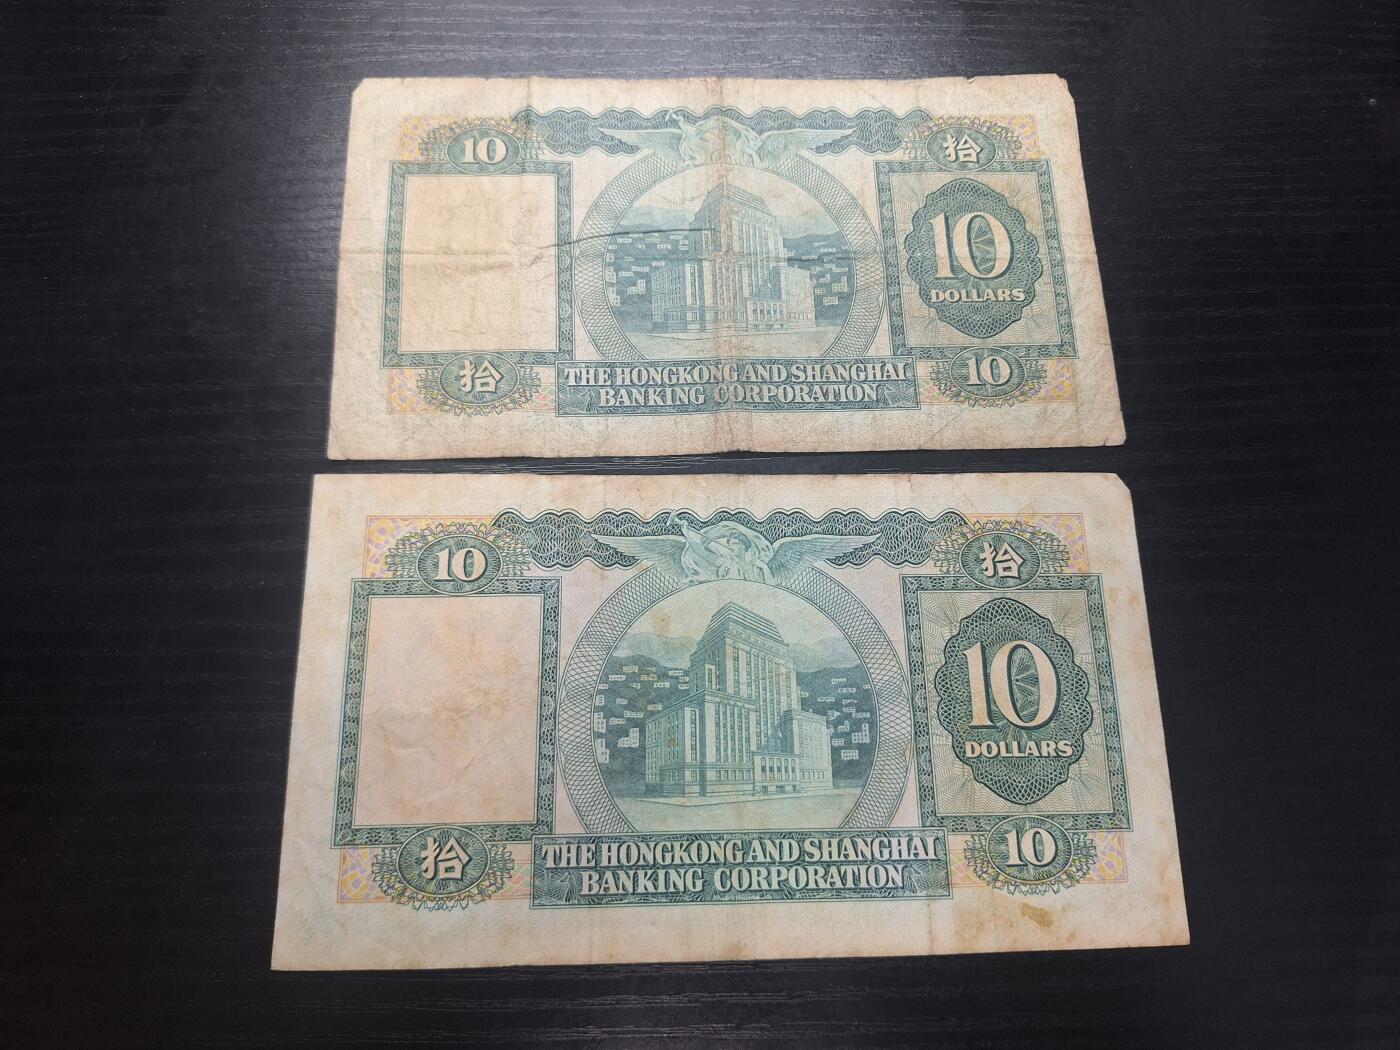 10
拾
10
DOLLARS
拾
10
THE HONGKONG AND SHANGHAI
BANKING CORPORATION
10
拾
10
DOLLARS
拾
10
THE HONGKONG AND SHANGHAI
BANKING CORPORATION